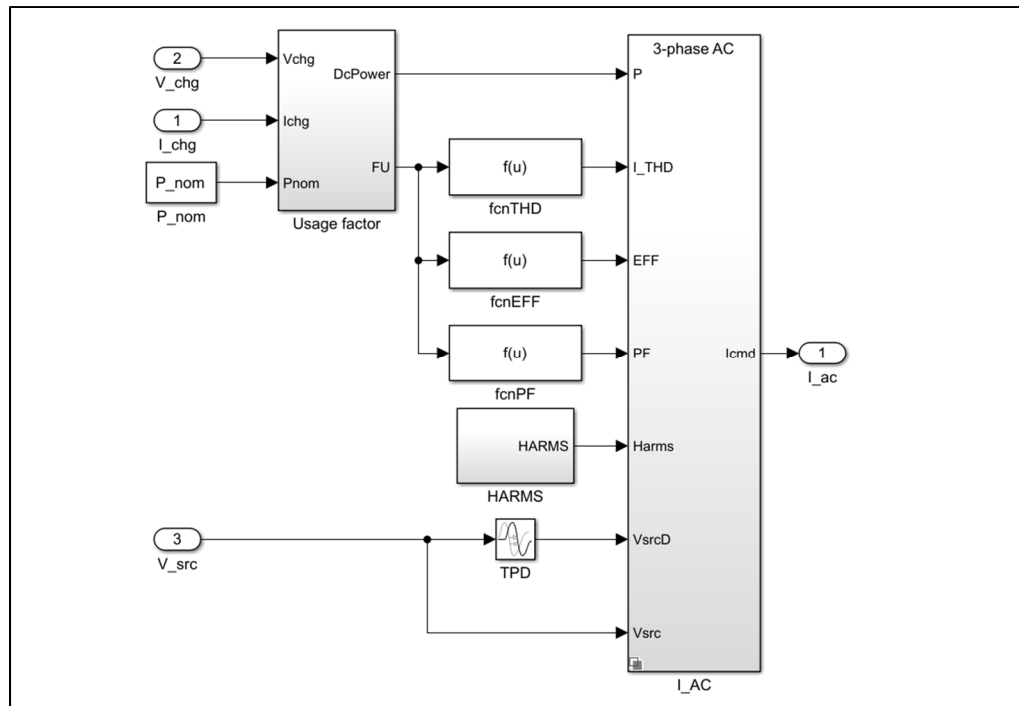 2
V_chg
1
I_chg
P_nom
P_nom
Vchg
Ichg
Pnom
DcPower
FU
Usage factor
f(u)
fcnTHD
f(u)
fcnEFF
f(u)
fcnPF
HARMS
HARMS
3
V_src
TPD
3-phase AC
P
I_THD
EFF
PF
Harms
VsrcD
Vsrc
Icmd
I_AC
1
I_ac